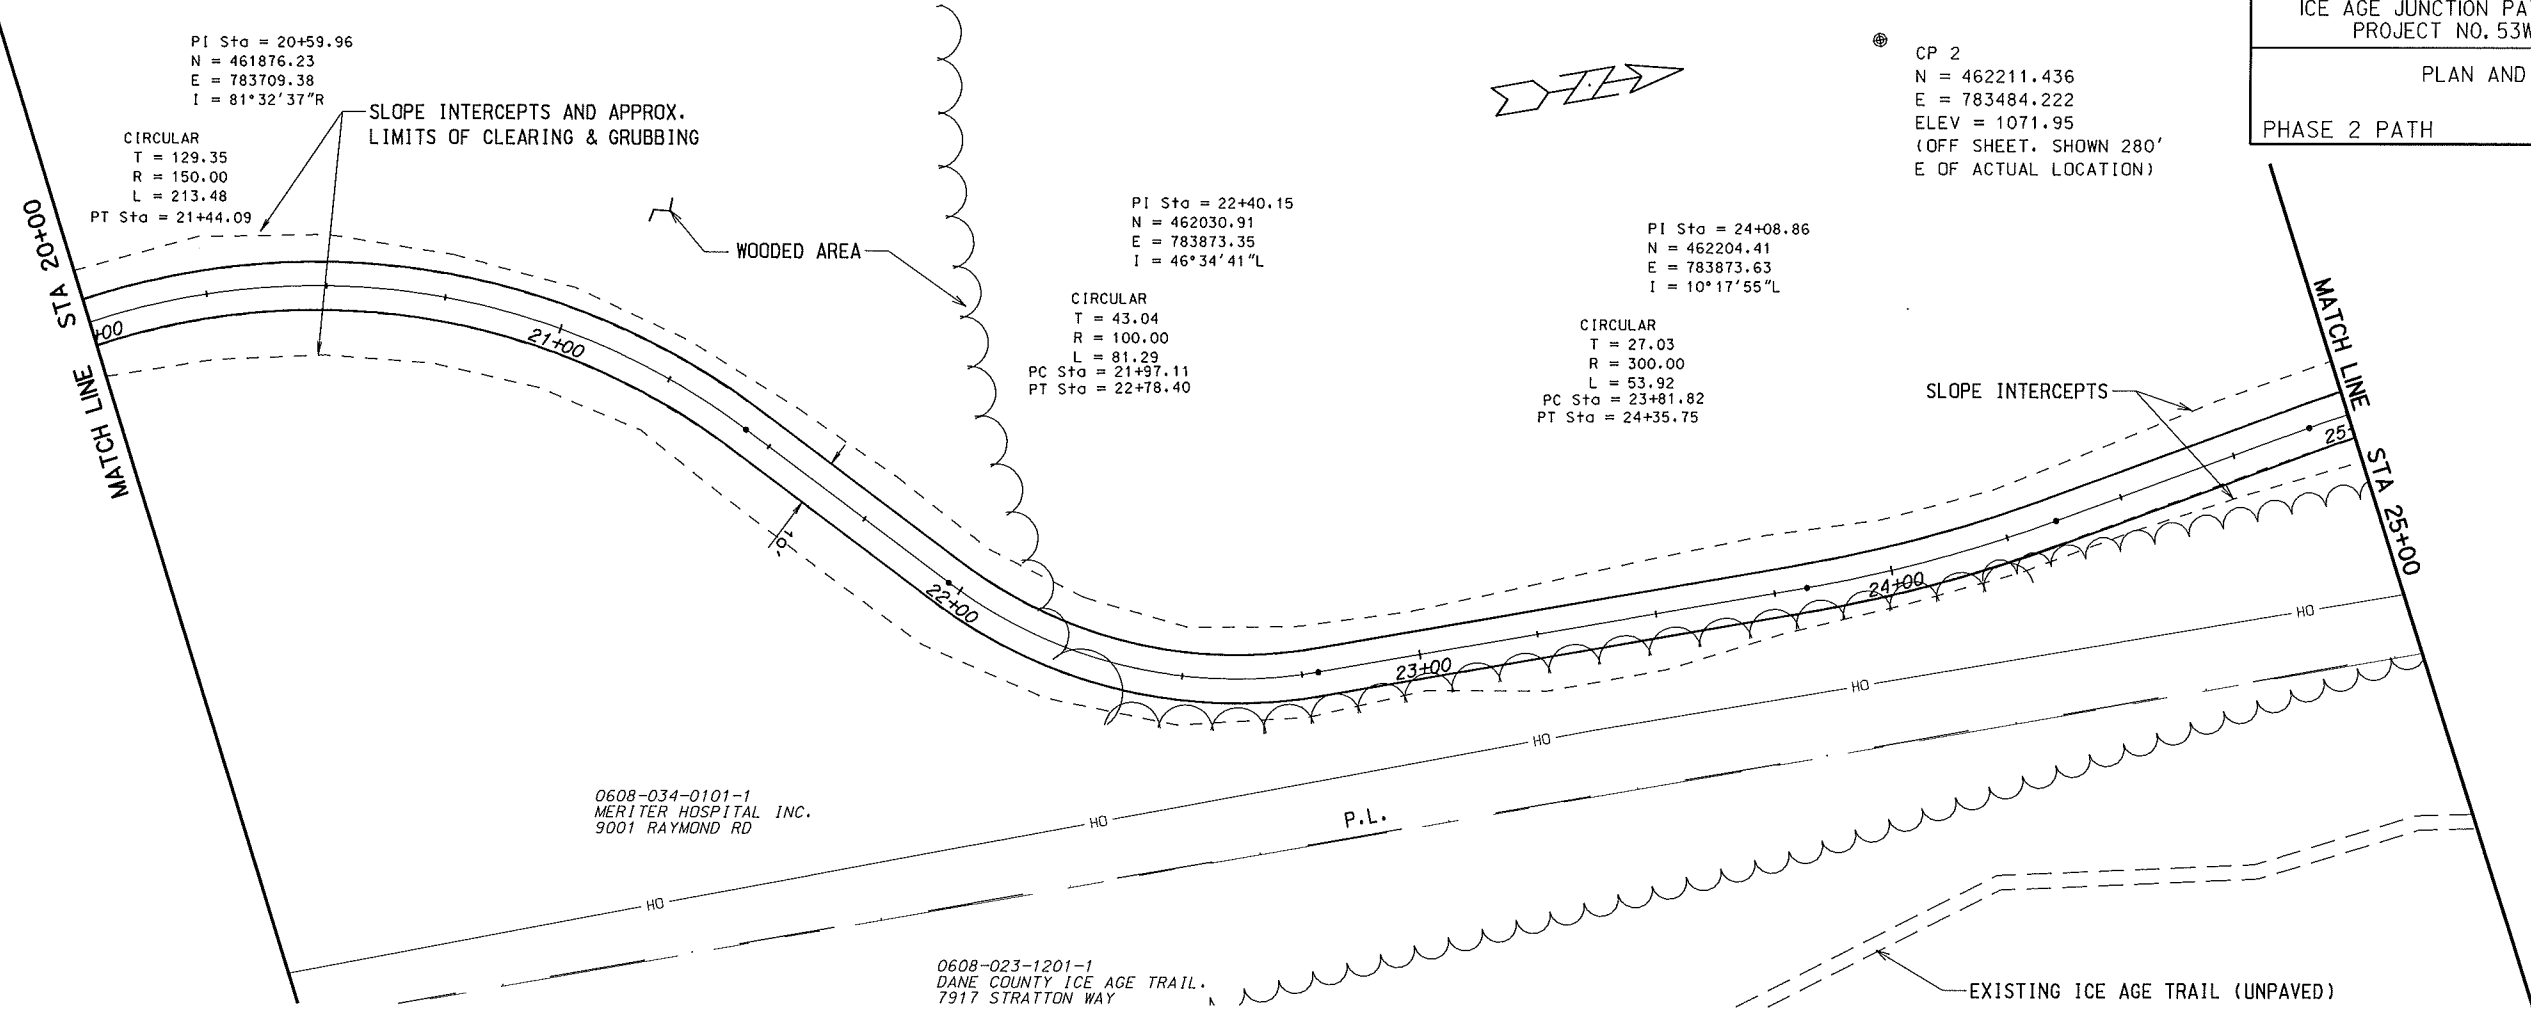 ICE AGE JUNCTION PA
PROJECT NO. 53W
PLAN AND
PHASE 2 PATH
PI Sta = 20+59.96
N = 461876.23
E = 783709.38
I = 81°32'37"R
CIRCULAR
T = 129.35
R = 150.00
L = 213.48
PT Sta = 21+44.09
SLOPE INTERCEPTS AND APPROX.
LIMITS OF CLEARING & GRUBBING
WOODED AREA
PI Sta = 22+40.15
N = 462030.91
E = 783873.35
I = 46°34'41"L
CIRCULAR
T = 43.04
R = 100.00
L = 81.29
PC Sta = 21+97.11
PT Sta = 22+78.40
PI Sta = 24+08.86
N = 462204.41
E = 783873.63
I = 10°17'55"L
CIRCULAR
T = 27.03
R = 300.00
L = 53.92
PC Sta = 23+81.82
PT Sta = 24+35.75
CP 2
N = 462211.436
E = 783484.222
ELEV = 1071.95
(OFF SHEET. SHOWN 280'
E OF ACTUAL LOCATION)
Z
SLOPE INTERCEPTS
MATCH LINE STA 20+00
MATCH LINE STA 25+00
+00
21+00
22+00
23+00
24+00
25
10'
OH
OH
OH
OH
OH
P.L.
0608-034-0101-1
MERITER HOSPITAL INC.
9001 RAYMOND RD
0608-023-1201-1
DANE COUNTY ICE AGE TRAIL.
7917 STRATTON WAY
EXISTING ICE AGE TRAIL (UNPAVED)